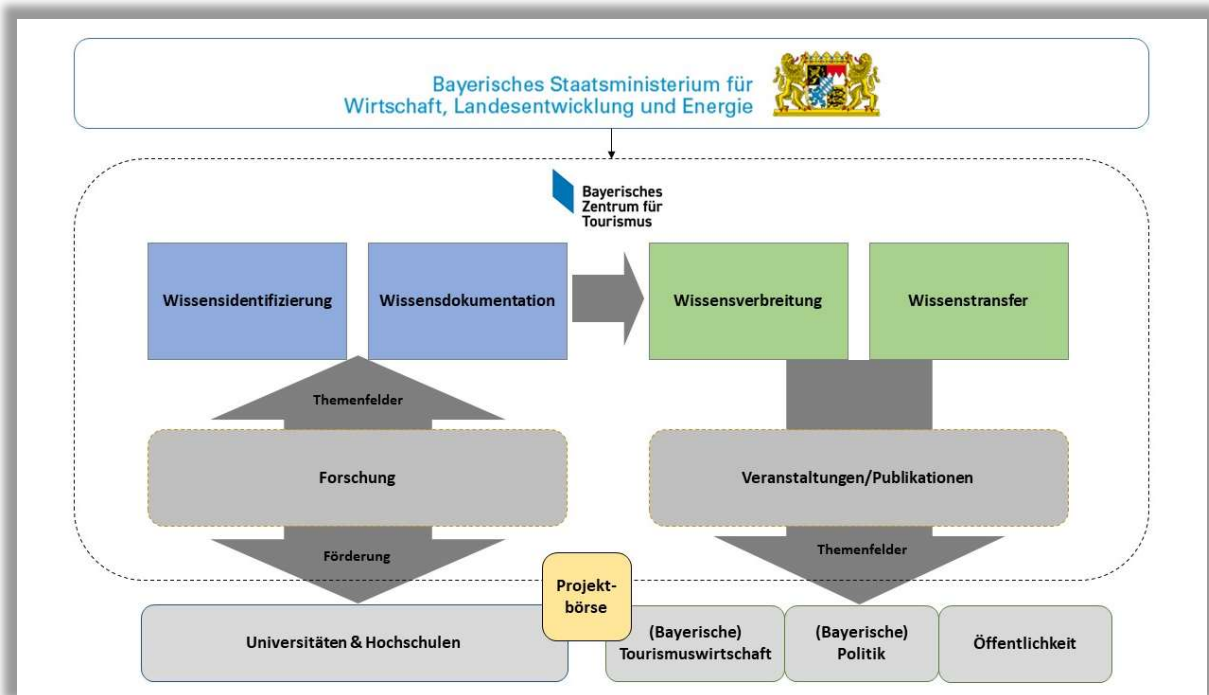 Bayerisches Staatsministerium für
Wirtschaft, Landesentwicklung und Energie
Bayerisches
Zentrum für
Tourismus
Wissensidentifizierung
Wissensdokumentation
Wissensverbreitung
Wissenstransfer
Themenfelder
Forschung
Veranstaltungen/Publikationen
Förderung
Themenfelder
Projekt-
börse
Universitäten & Hochschulen
(Bayerische)
Tourismuswirtschaft
(Bayerische)
Politik
Öffentlichkeit